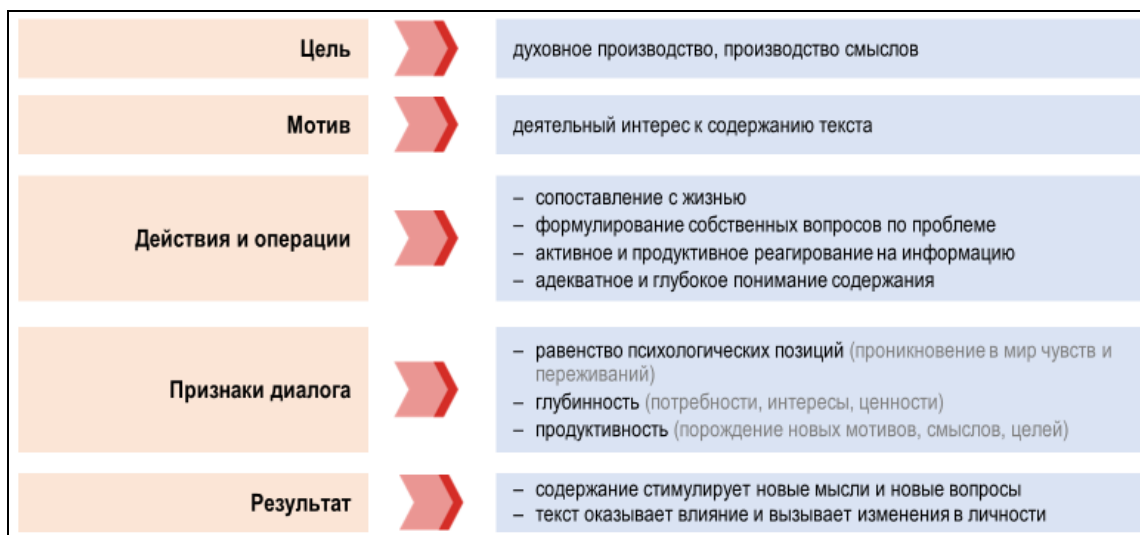 Цель
духовное производство, производство смыслов
Мотив
деятельный интерес к содержанию текста
Действия и операции
– сопоставление с жизнью
– формулирование собственных вопросов по проблеме
– активное и продуктивное реагирование на информацию
– адекватное и глубокое понимание содержания
Признаки диалога
– равенство психологических позиций (проникновение в мир чувств и
переживаний)
– глубинность (потребности, интересы, ценности)
– продуктивность (порождение новых мотивов, смыслов, целей)
Результат
– содержание стимулирует новые мысли и новые вопросы
– текст оказывает влияние и вызывает изменения в личности